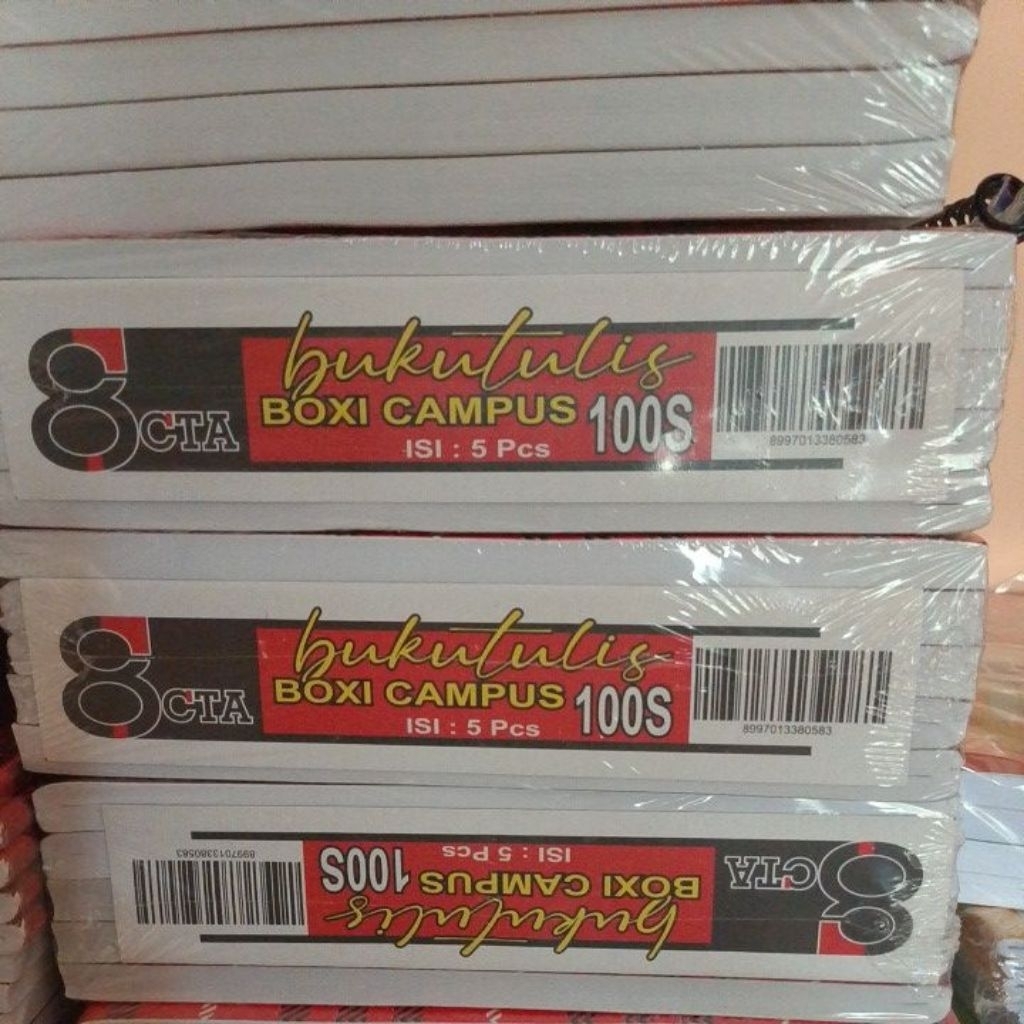 8CTA
bukutulis
BOXI CAMPUS 100S
ISI : 5 Pcs
8997013380583
8CTA
bukutulis
BOXI CAMPUS 100S
ISI : 5 Pcs
8997013380583
8CTA
bukutulis
BOXI CAMPUS 100S
ISI : 5 Pcs
8997013380583